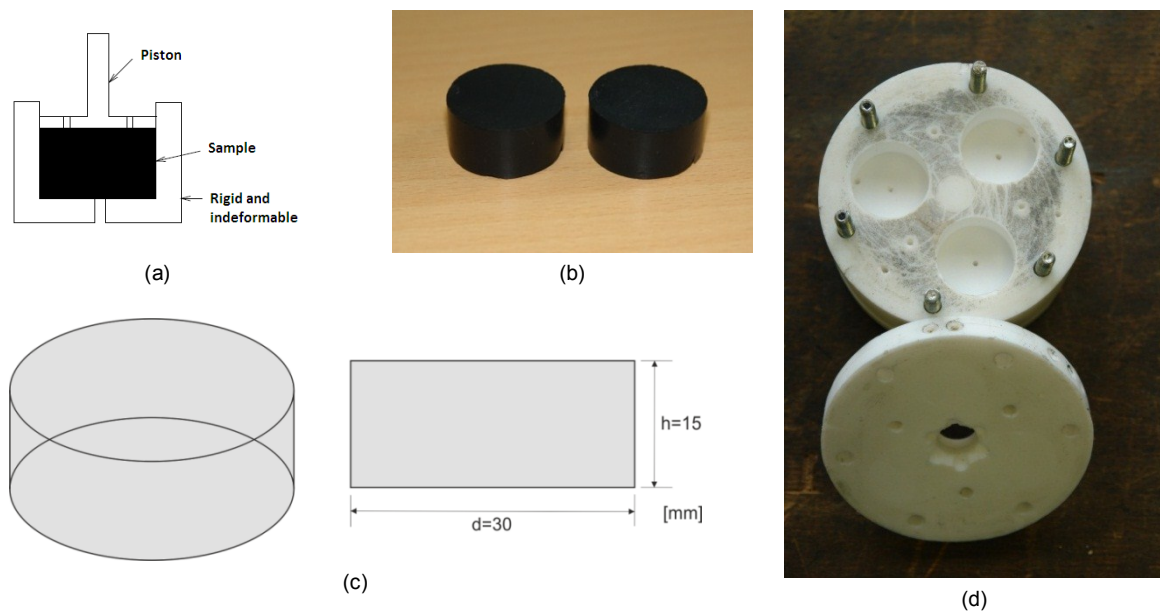 Piston
Sample
Rigid and
indeformable
(a)
(b)
h=15
[mm]
d=30
(c)
(d)